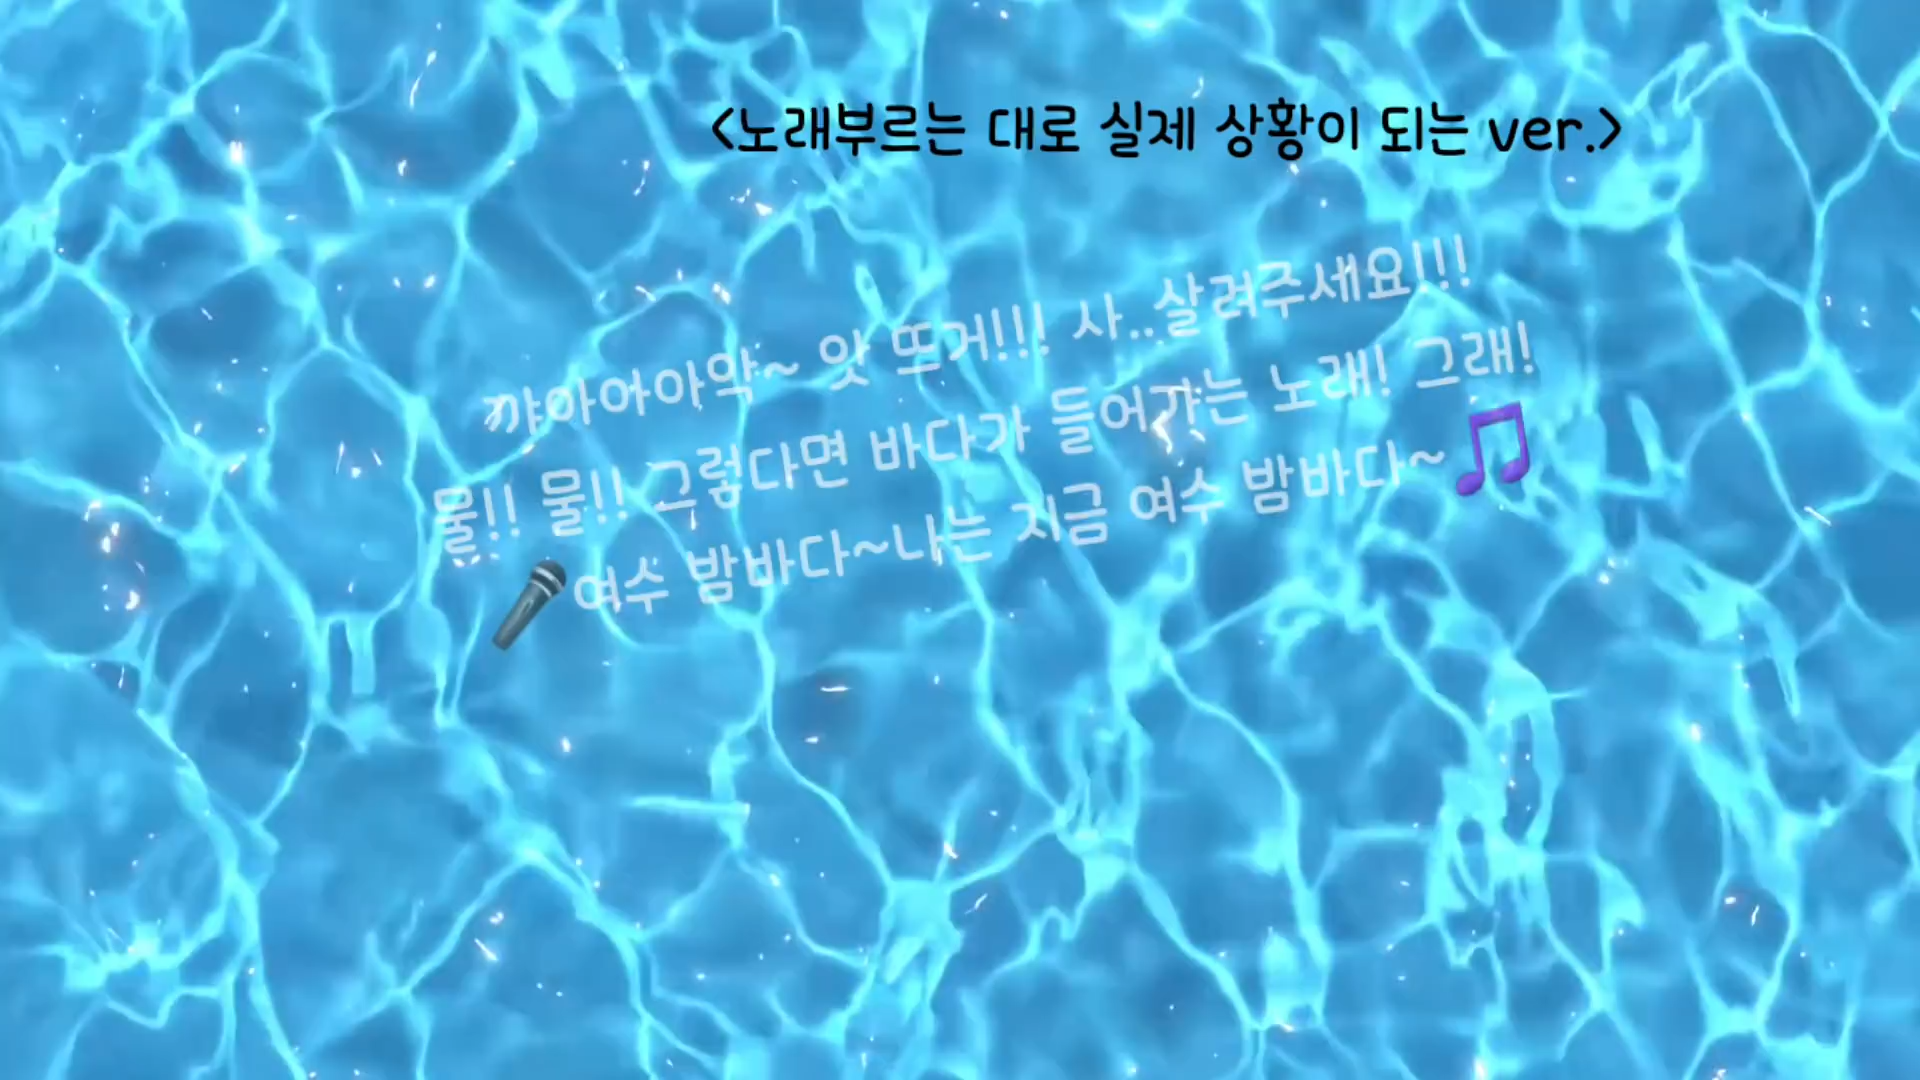 <노래부르는 대로 실제 상황이 되는 ver.>
꺄아아아악~ 앗 뜨거!!! 사..살려주세요!!!
물!! 물!! 그렇다면 바다가 들어가는 노래! 그래!
🎤여수 밤바다~나는 지금 여수 밤바다~🎵